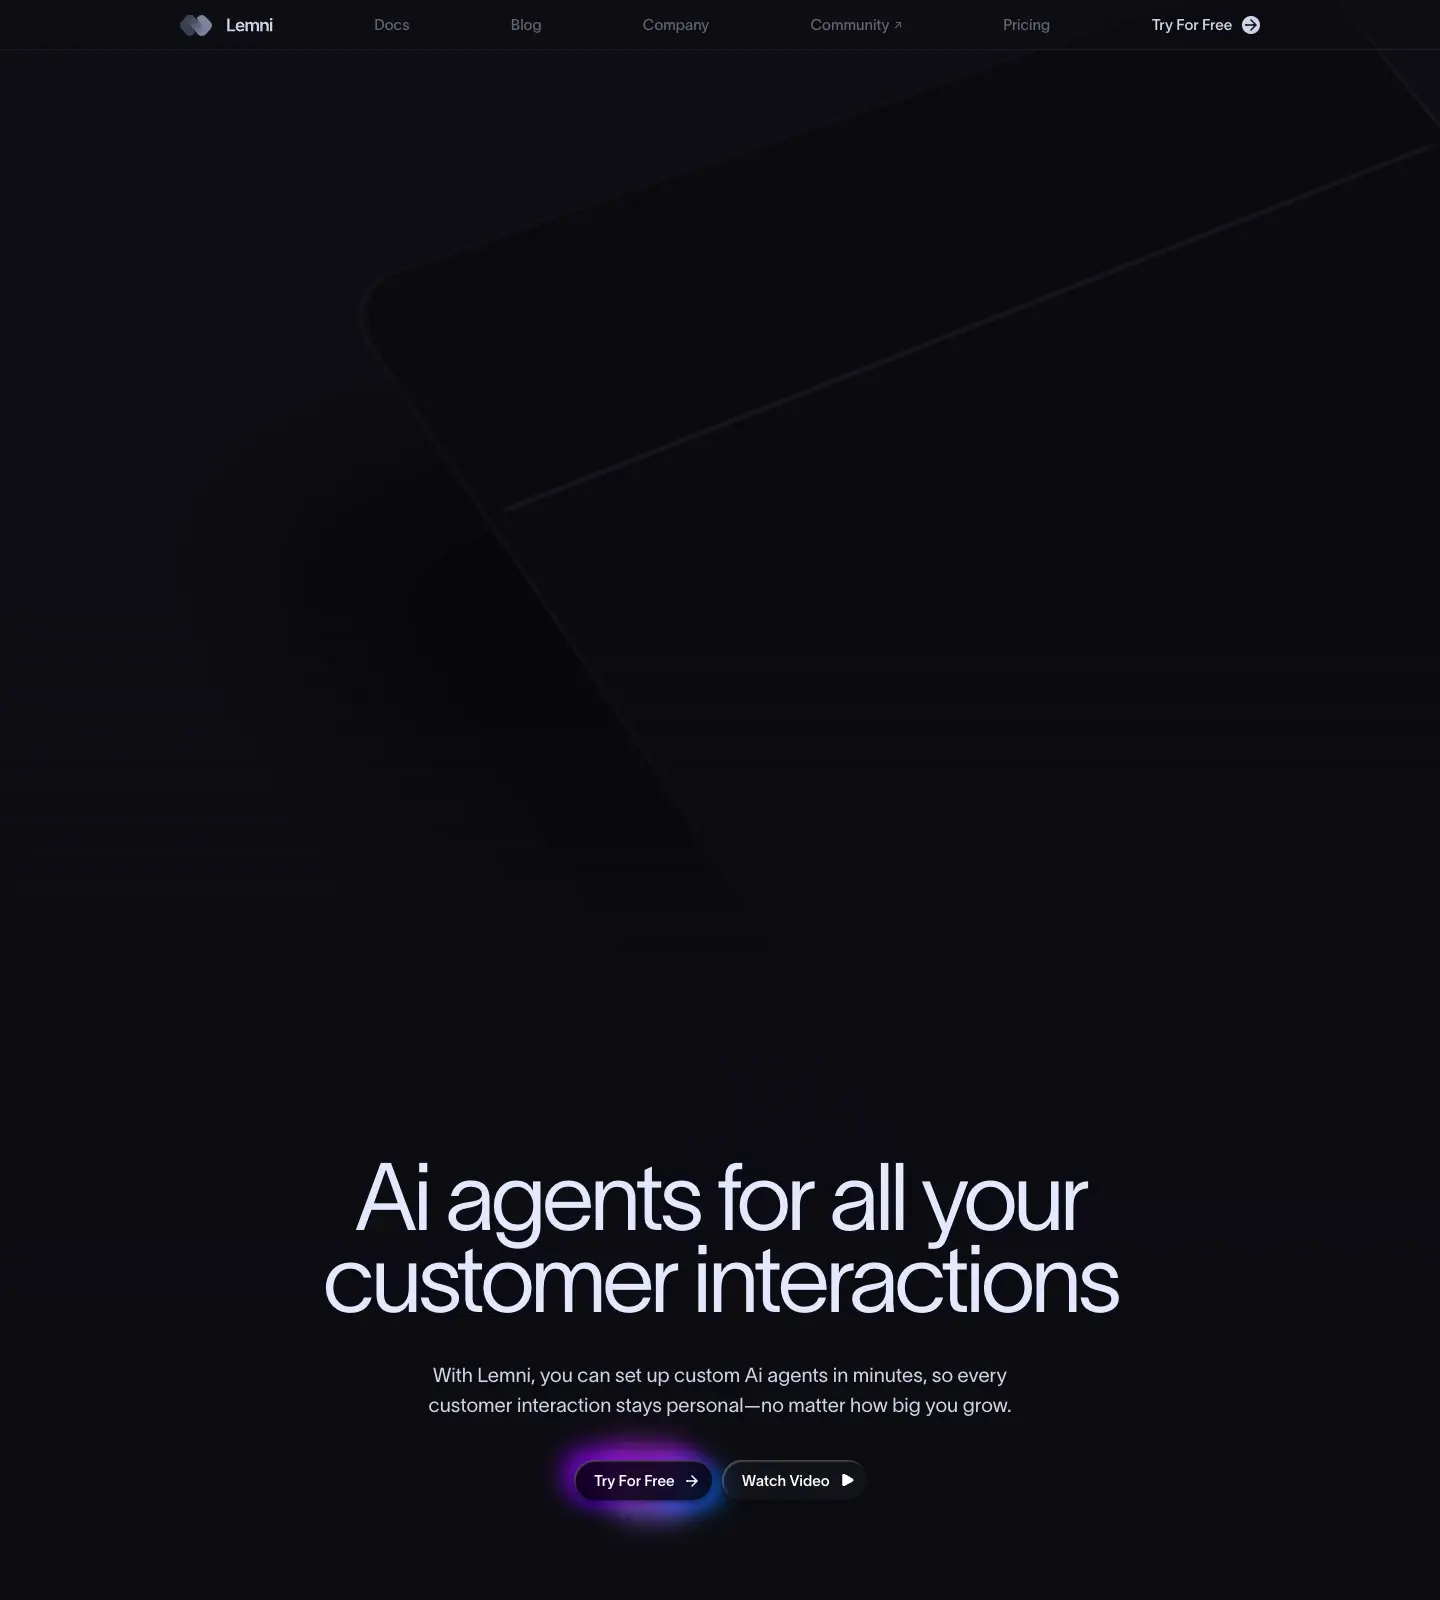 Lemni
Docs
Blog
Company
Community ↗
Pricing
Try For Free
Ai agents for all your
customer interactions
With Lemni, you can set up custom Ai agents in minutes, so every
customer interaction stays personal—no matter how big you grow.
Try For Free
Watch Video